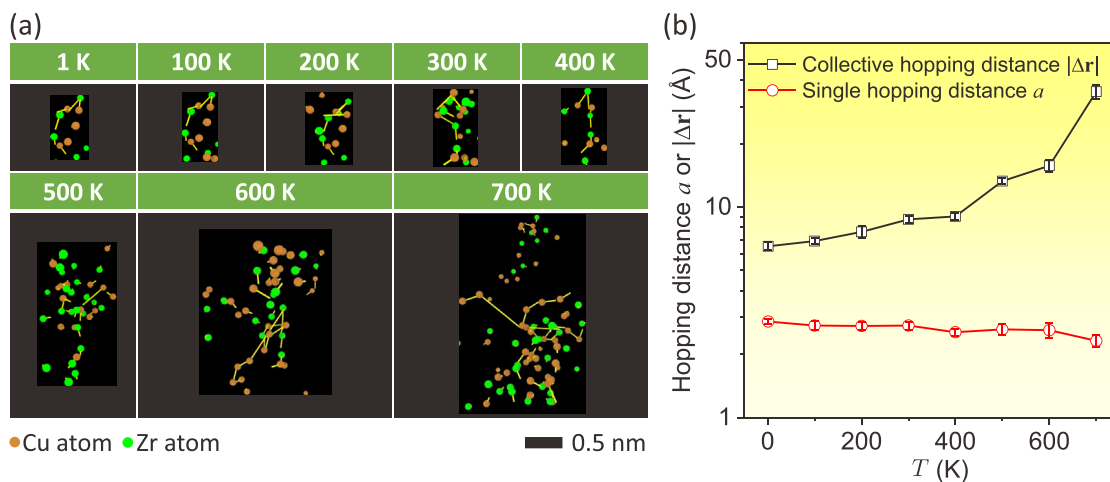 (a)
1 K 100 K 200 K 300 K 400 K
500 K 600 K 700 K
Cu atom Zr atom 0.5 nm
(b)
Hopping distance a or |Δr| (Å)
50
10
1
Collective hopping distance |Δr|
Single hopping distance a
0 200 400 600
T (K)